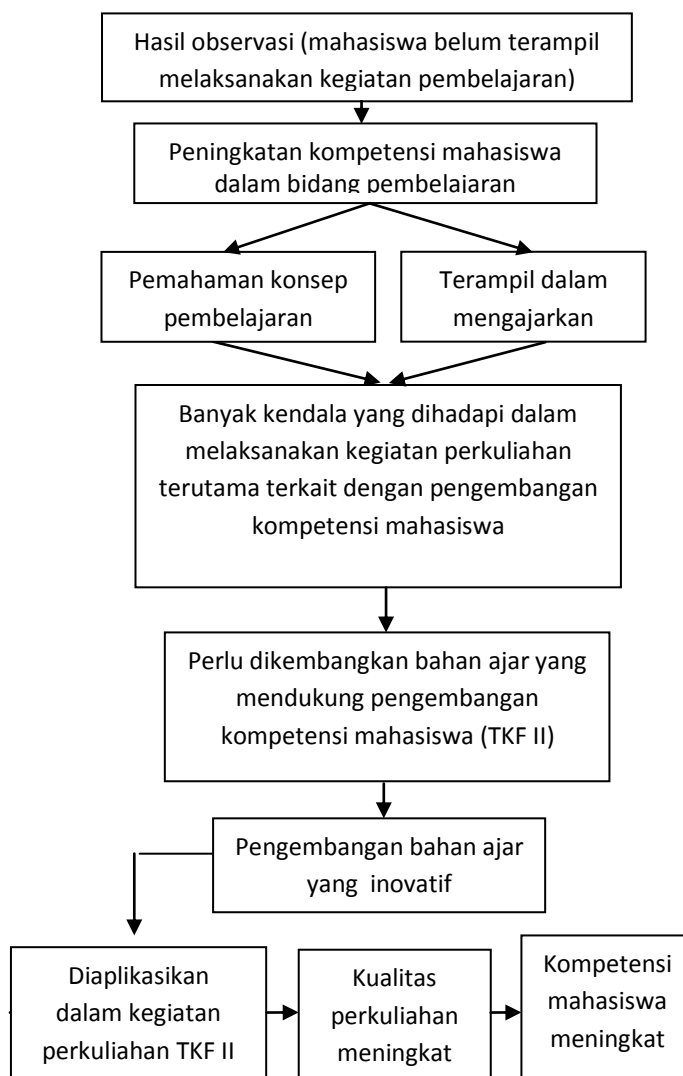 Hasil observasi (mahasiswa belum terampil
melaksanakan kegiatan pembelajaran)
Peningkatan kompetensi mahasiswa
dalam bidang pembelajaran
Pemahaman konsep
pembelajaran
Terampil dalam
mengajarkan
Banyak kendala yang dihadapi dalam
melaksanakan kegiatan perkuliahan
terutama terkait dengan pengembangan
kompetensi mahasiswa
Perlu dikembangkan bahan ajar yang
mendukung pengembangan
kompetensi mahasiswa (TKF II)
Pengembangan bahan ajar
yang inovatif
Diaplikasikan
dalam kegiatan
perkuliahan TKF II
Kualitas
perkuliahan
meningkat
Kompetensi
mahasiswa
meningkat